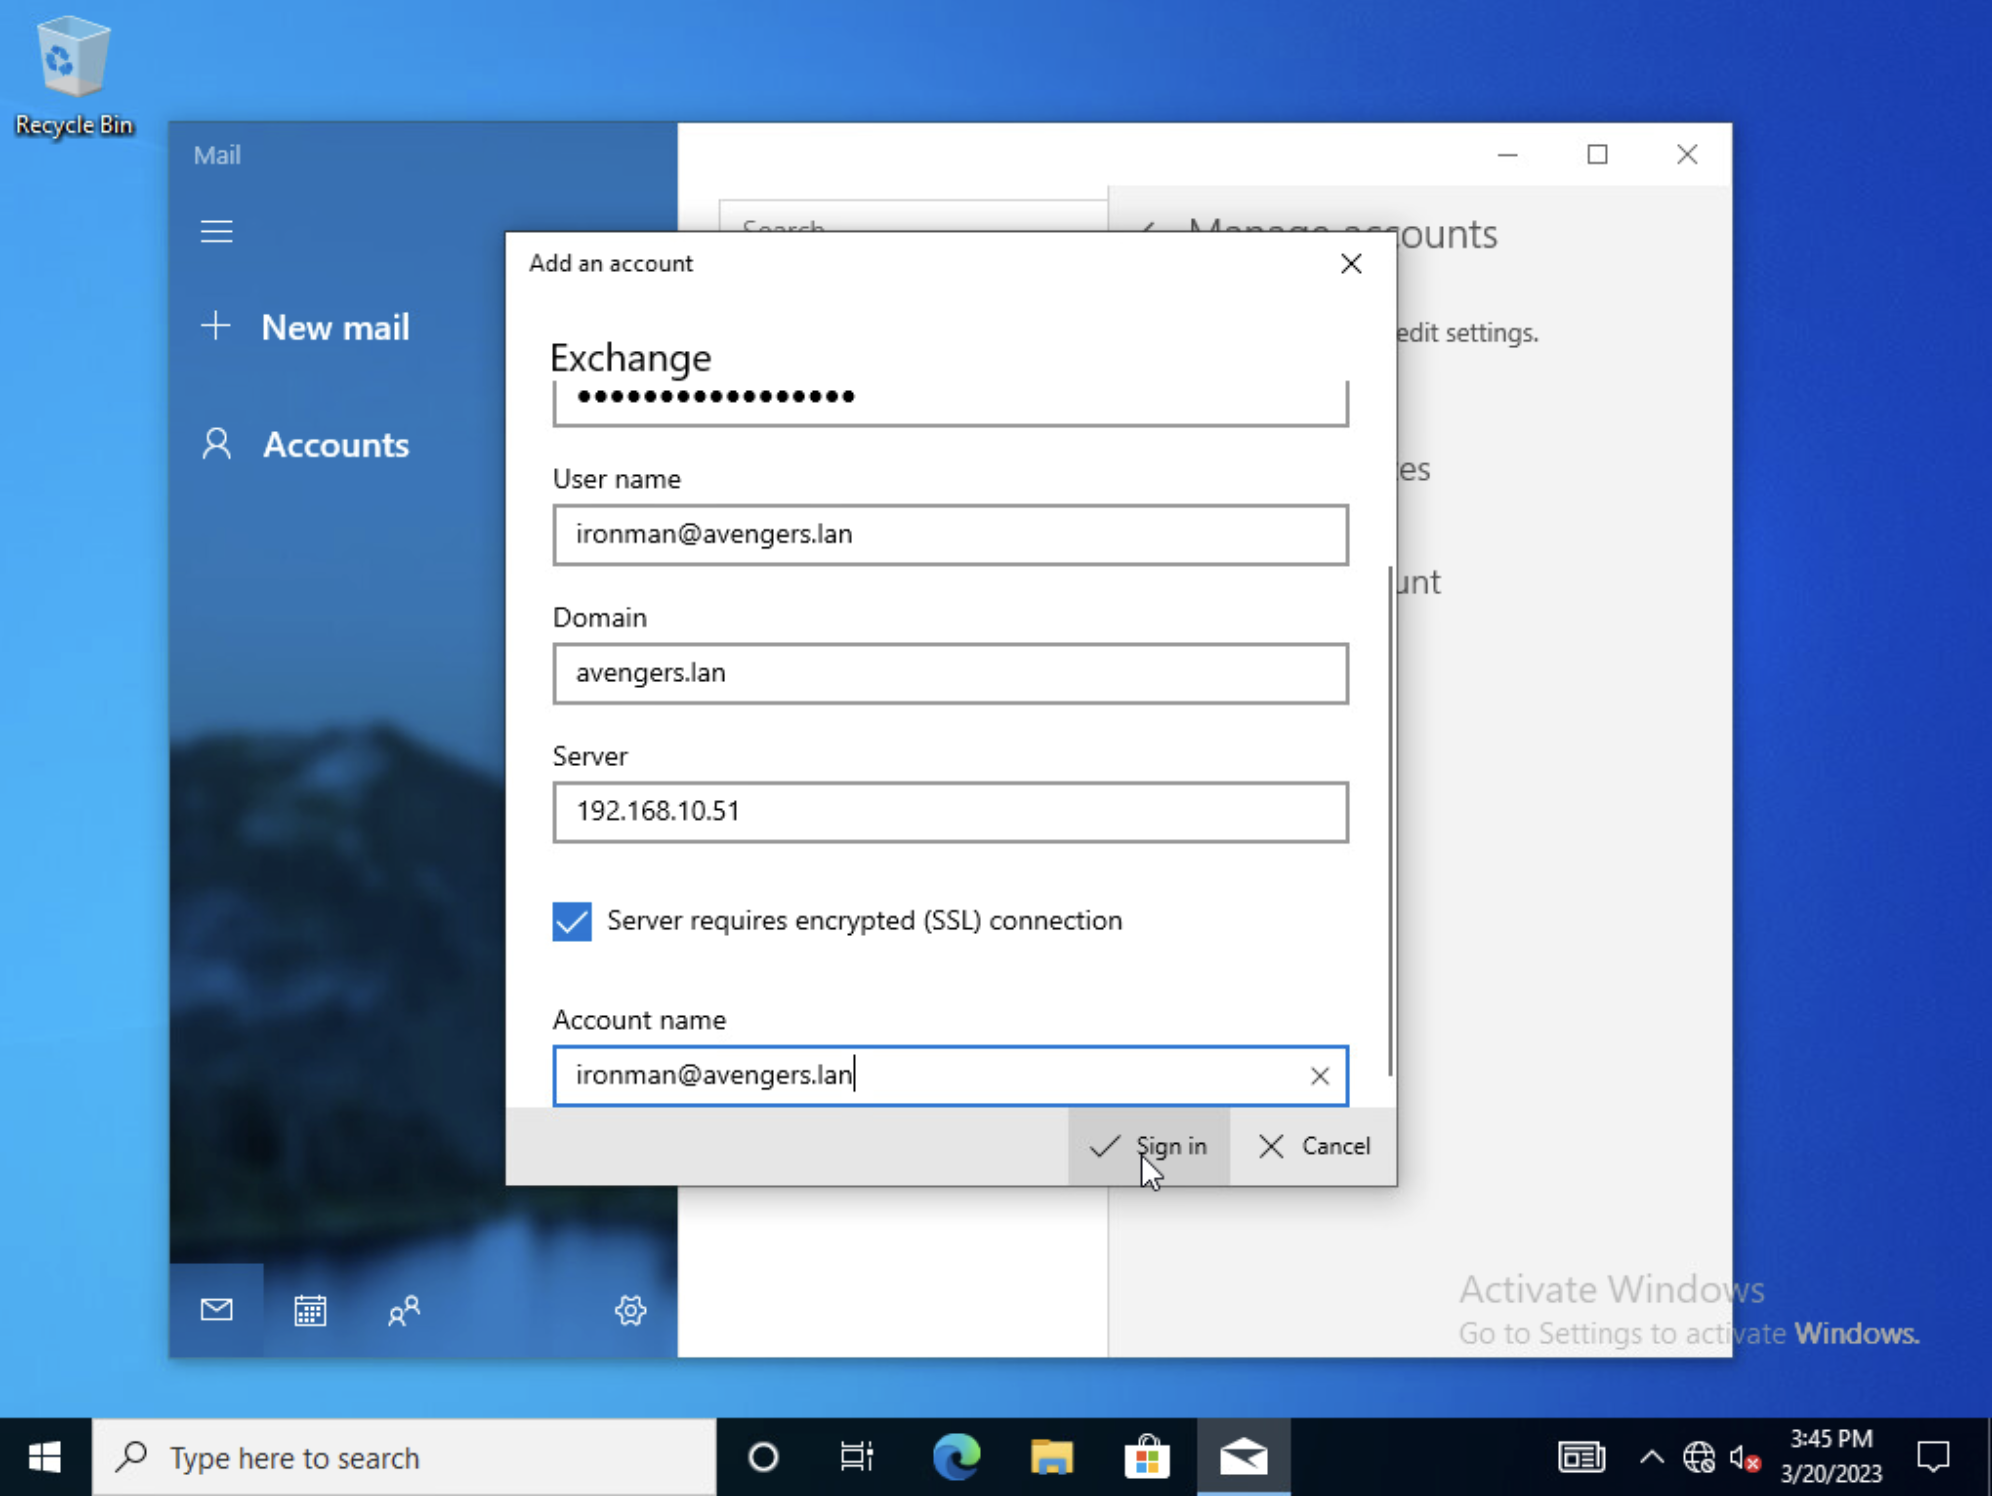 Recycle Bin
Mail
Search
Manage accounts
Add an account
New mail
edit settings.
Exchange
•••••••••••••••••
Accounts
es
User name
ironman@avengers.lan
unt
Domain
avengers.lan
Server
192.168.10.51
Server requires encrypted (SSL) connection
Account name
ironman@avengers.lan
Sign in
Cancel
Activate Windows
Go to Settings to activate Windows.
Type here to search
3:45 PM
3/20/2023